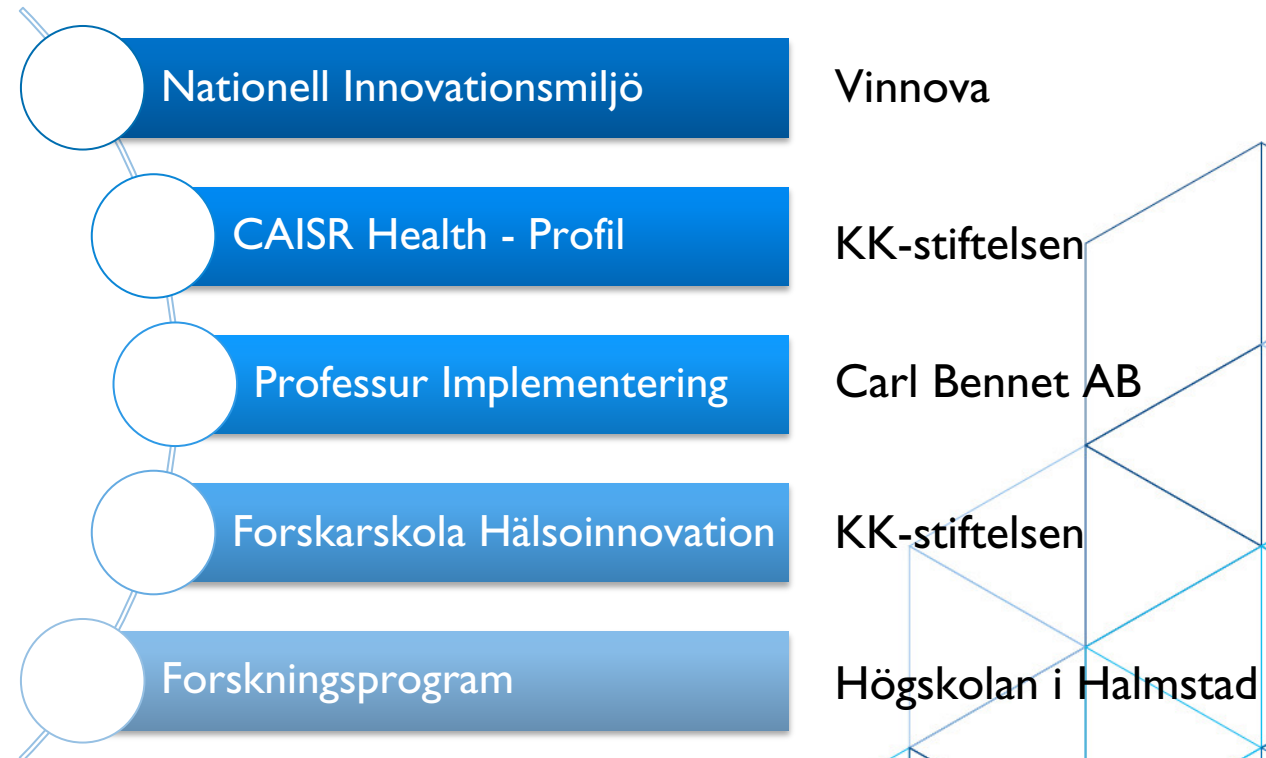 Nationell Innovationsmiljö Vinnova
CAISR Health - Profil KK-stiftelsen
Professur Implementering Carl Bennet AB
Forskarskola Hälsoinnovation KK-stiftelsen
Forskningsprogram Högskolan i Halmstad